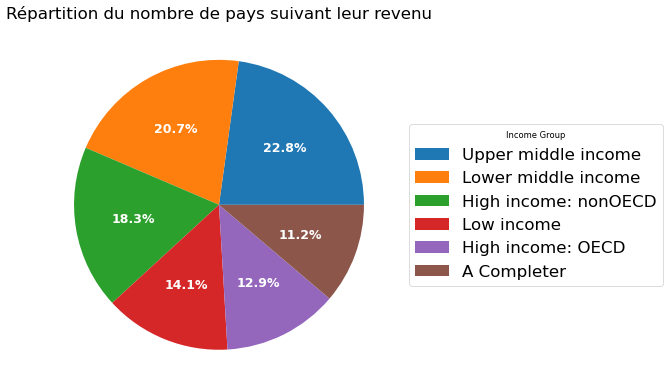 Répartition du nombre de pays suivant leur revenu
20.7%
22.8%
18.3%
14.1%
12.9%
11.2%
Income Group
Upper middle income
Lower middle income
High income: nonOECD
Low income
High income: OECD
A Completer